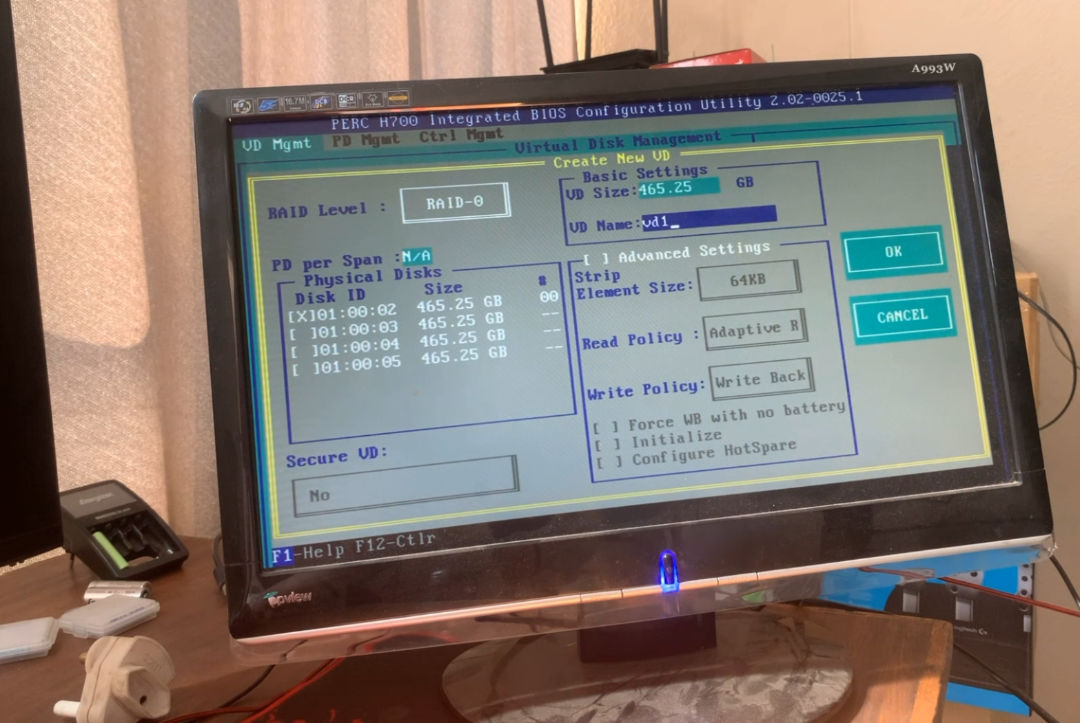 A993W
16.7M
PERC H700 Integrated BIOS Configuration Utility 2.02-0025.1
VD Mgmt PD Mgmt Ctrl Mgmt
Virtual Disk Management
Create New VD
RAID Level : RAID-0
PD per Span :N/A
Basic Settings
VD Size:465.25 GB
VD Name:vd1_
Physical Disks
Disk ID Size #
[X]01:00:02 465.25 GB 00
[ ]01:00:03 465.25 GB --
[ ]01:00:04 465.25 GB --
[ ]01:00:05 465.25 GB --
Secure VD:
No
[ ] Advanced Settings
Strip
Element Size: 64KB
Read Policy : Adaptive R
Write Policy: Write Back
[ ] Force WB with no battery
[ ] Initialize
[ ] Configure HotSpare
OK
CANCEL
F1-Help F12-Ctlr
Energizer